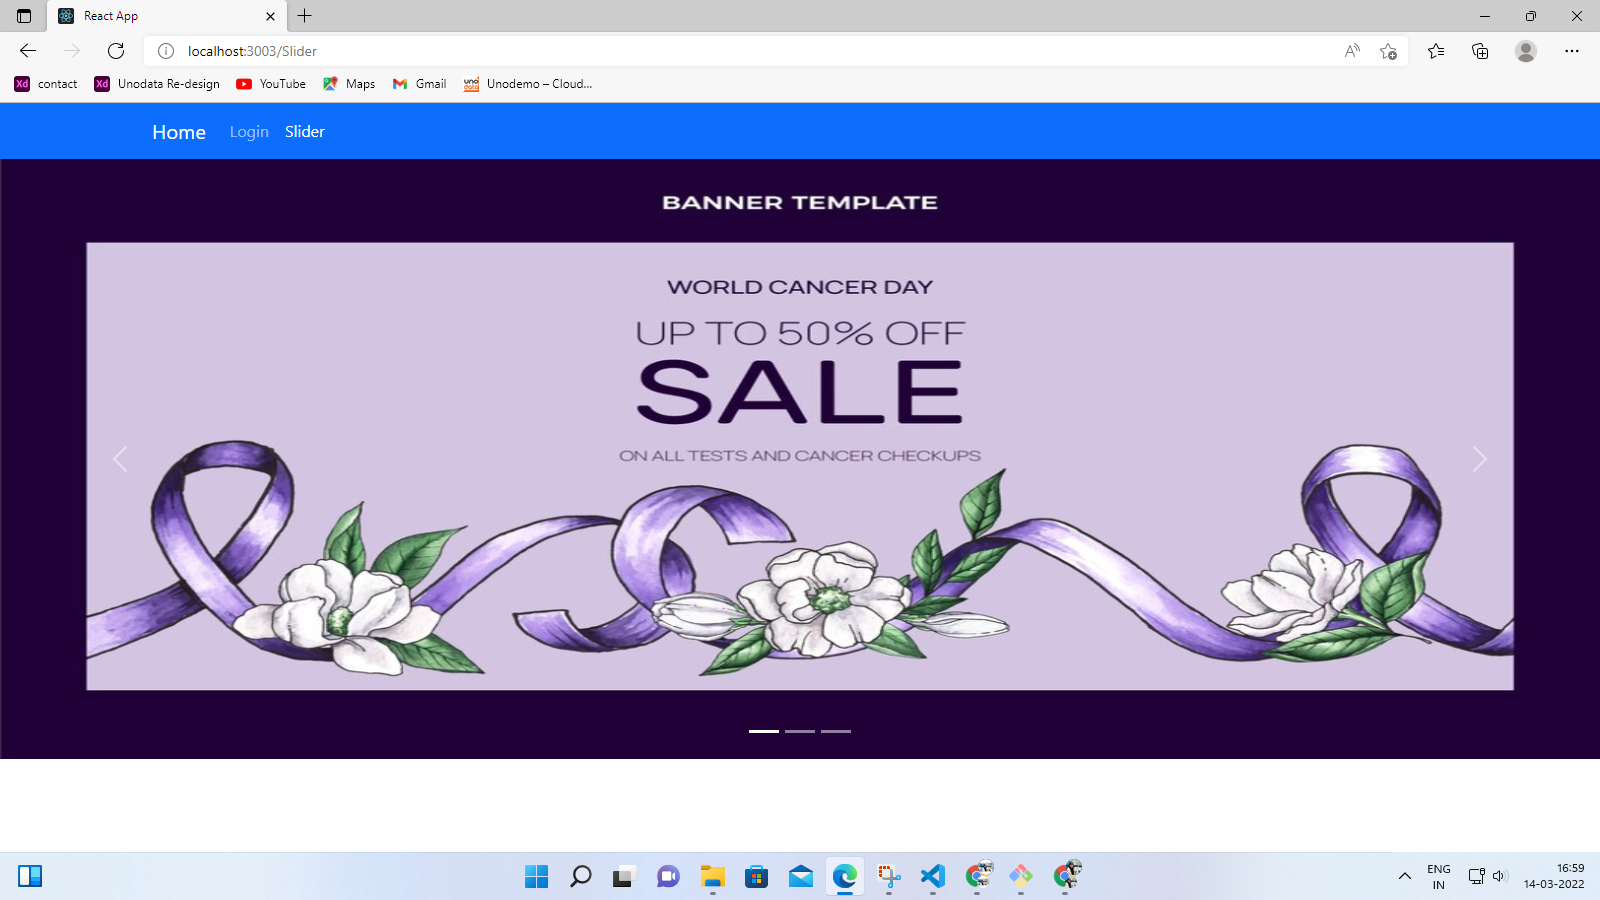 React App
localhost:3003/Slider
contact
Unodata Re-design
YouTube
Maps
Gmail
Unodemo – Cloud...
Home
Login
Slider
BANNER TEMPLATE
WORLD CANCER DAY
UP TO 50% OFF
SALE
ON ALL TESTS AND CANCER CHECKUPS
ENG
IN
16:59
14-03-2022